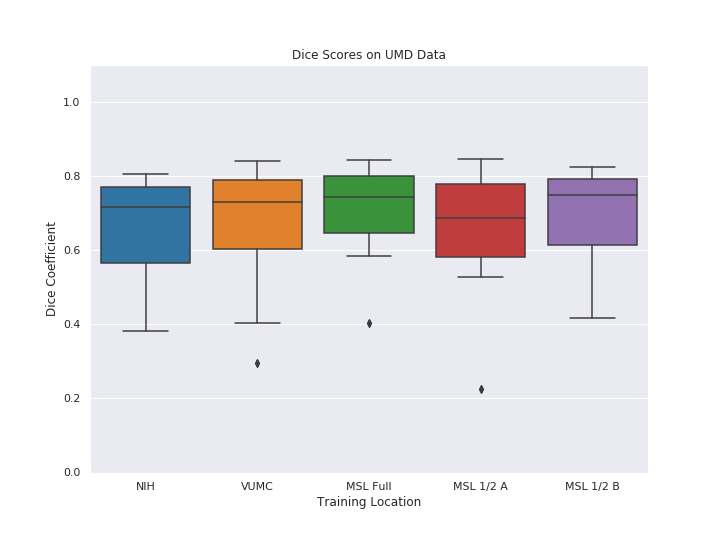 Dice Scores on UMD Data
1.0
0.8
0.6
0.4
0.2
0.0
Dice Coefficient
NIH VUMC MSL Full MSL 1/2 A MSL 1/2 B
Training Location